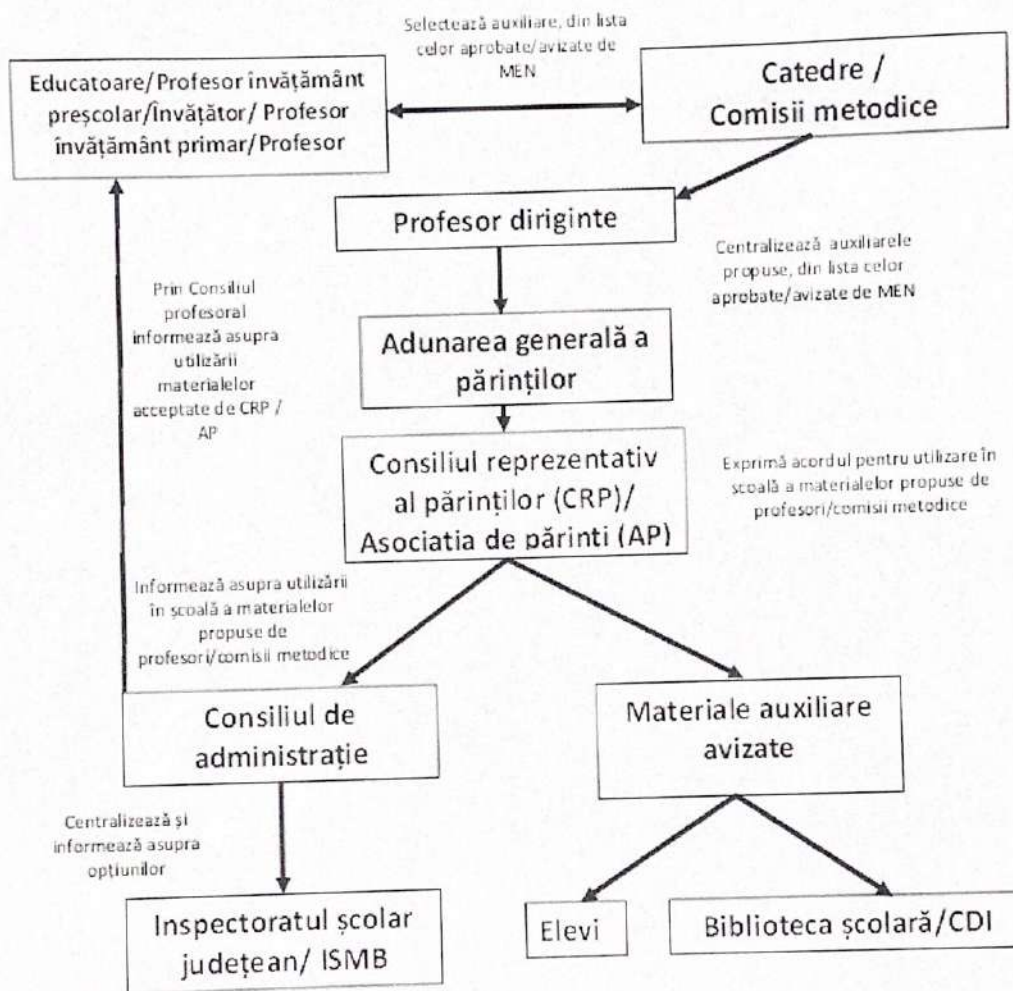 Selectează auxiliare, din lista
celor aprobate/avizate de
MEN
Educatoare/ Profesor învățământ
preșcolar/Învățător/ Profesor
învățământ primar/ Profesor
Catedre /
Comisii metodice
Profesor diriginte
Centralizează auxiliarele
propuse, din lista celor
aprobate/avizate de MEN
Prin Consiliul
profesoral
informează asupra
utilizării
materialelor
acceptate de CRP /
AP
Adunarea generală a
părinților
Consiliul reprezentativ
al părinților (CRP)/
Asociatia de părinti (AP)
Exprimă acordul pentru utilizare în
școală a materialelor propuse de
profesori/comisii metodice
Informează asupra utilizării
în școală a materialelor
propuse de
profesori/comisii metodice
Consiliul de
administrație
Materiale auxiliare
avizate
Centralizează și
informează asupra
opțiunilor
Inspectoratul școlar
județean/ ISMB
Elevi
Biblioteca școlară/CDI